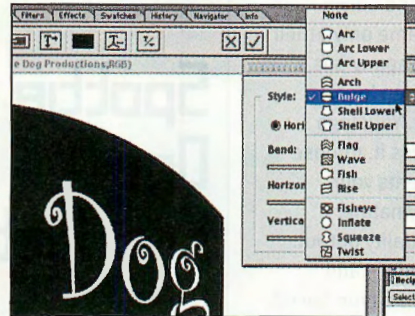 Filters Effects Swatches History Navigator Info
None
Arc
Arc Lower
Arc Upper
Arch
Bulge
Shell Lower
Shell Upper
Flag
Wave
Fish
Rise
Fisheye
Inflate
Squeeze
Twist
e Dog Productions,RGB)
Style:
Hori
Bend:
Horizon
Vertica
Dog
Select